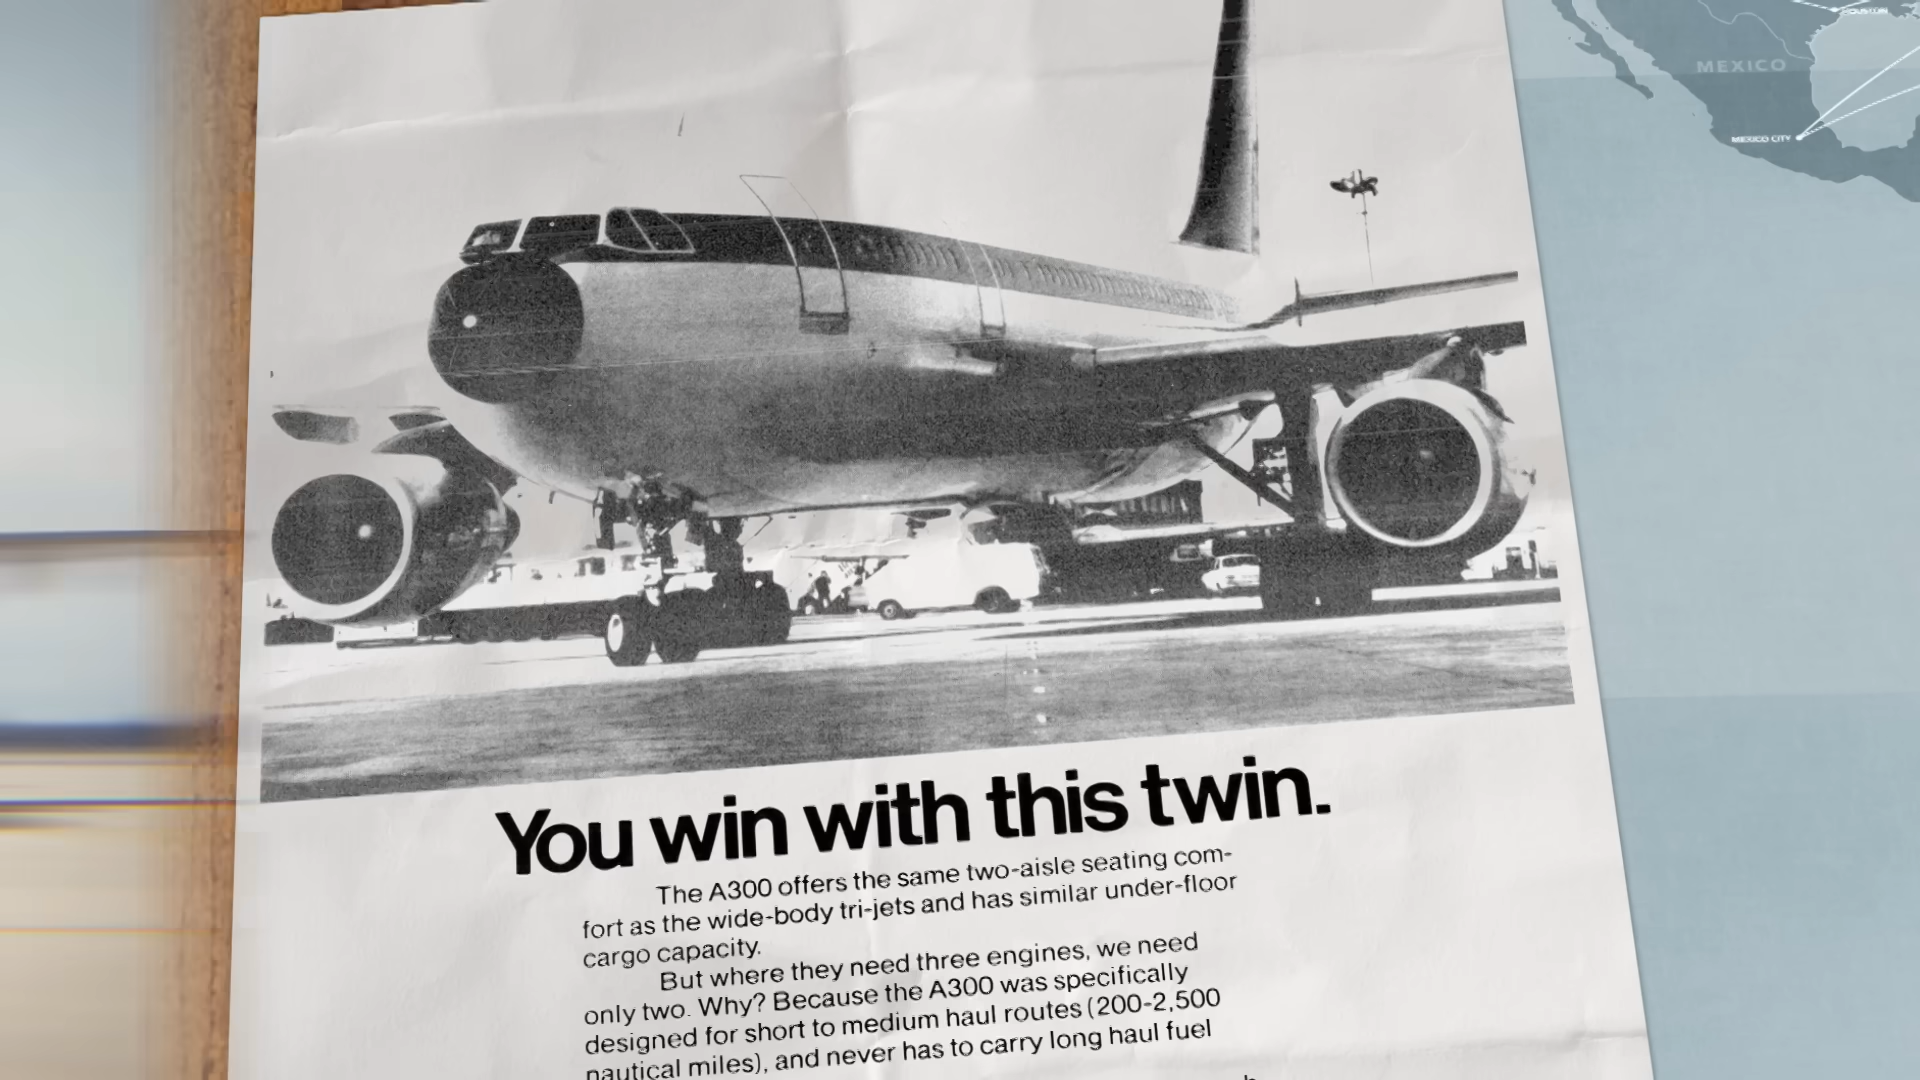 HOUSTON
MEXICO
MEXICO CITY
You win with this twin.
The A300 offers the same two-aisle seating com-
fort as the wide-body tri-jets and has similar under-floor
cargo capacity.
But where they need three engines, we need
only two. Why? Because the A300 was specifically
designed for short to medium haul routes (200-2,500
nautical miles), and never has to carry long haul fuel